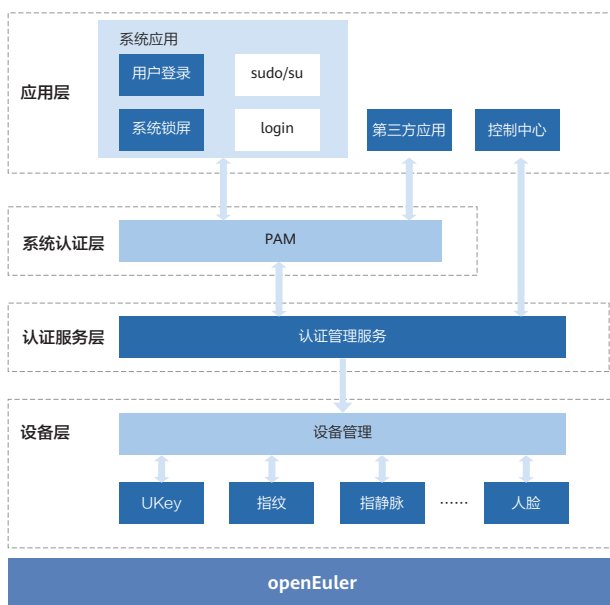 系统应用
应用层
用户登录
sudo/su
系统锁屏
login
第三方应用
控制中心
系统认证层
PAM
认证服务层
认证管理服务
设备层
设备管理
UKey
指纹
指静脉
……
人脸
openEuler